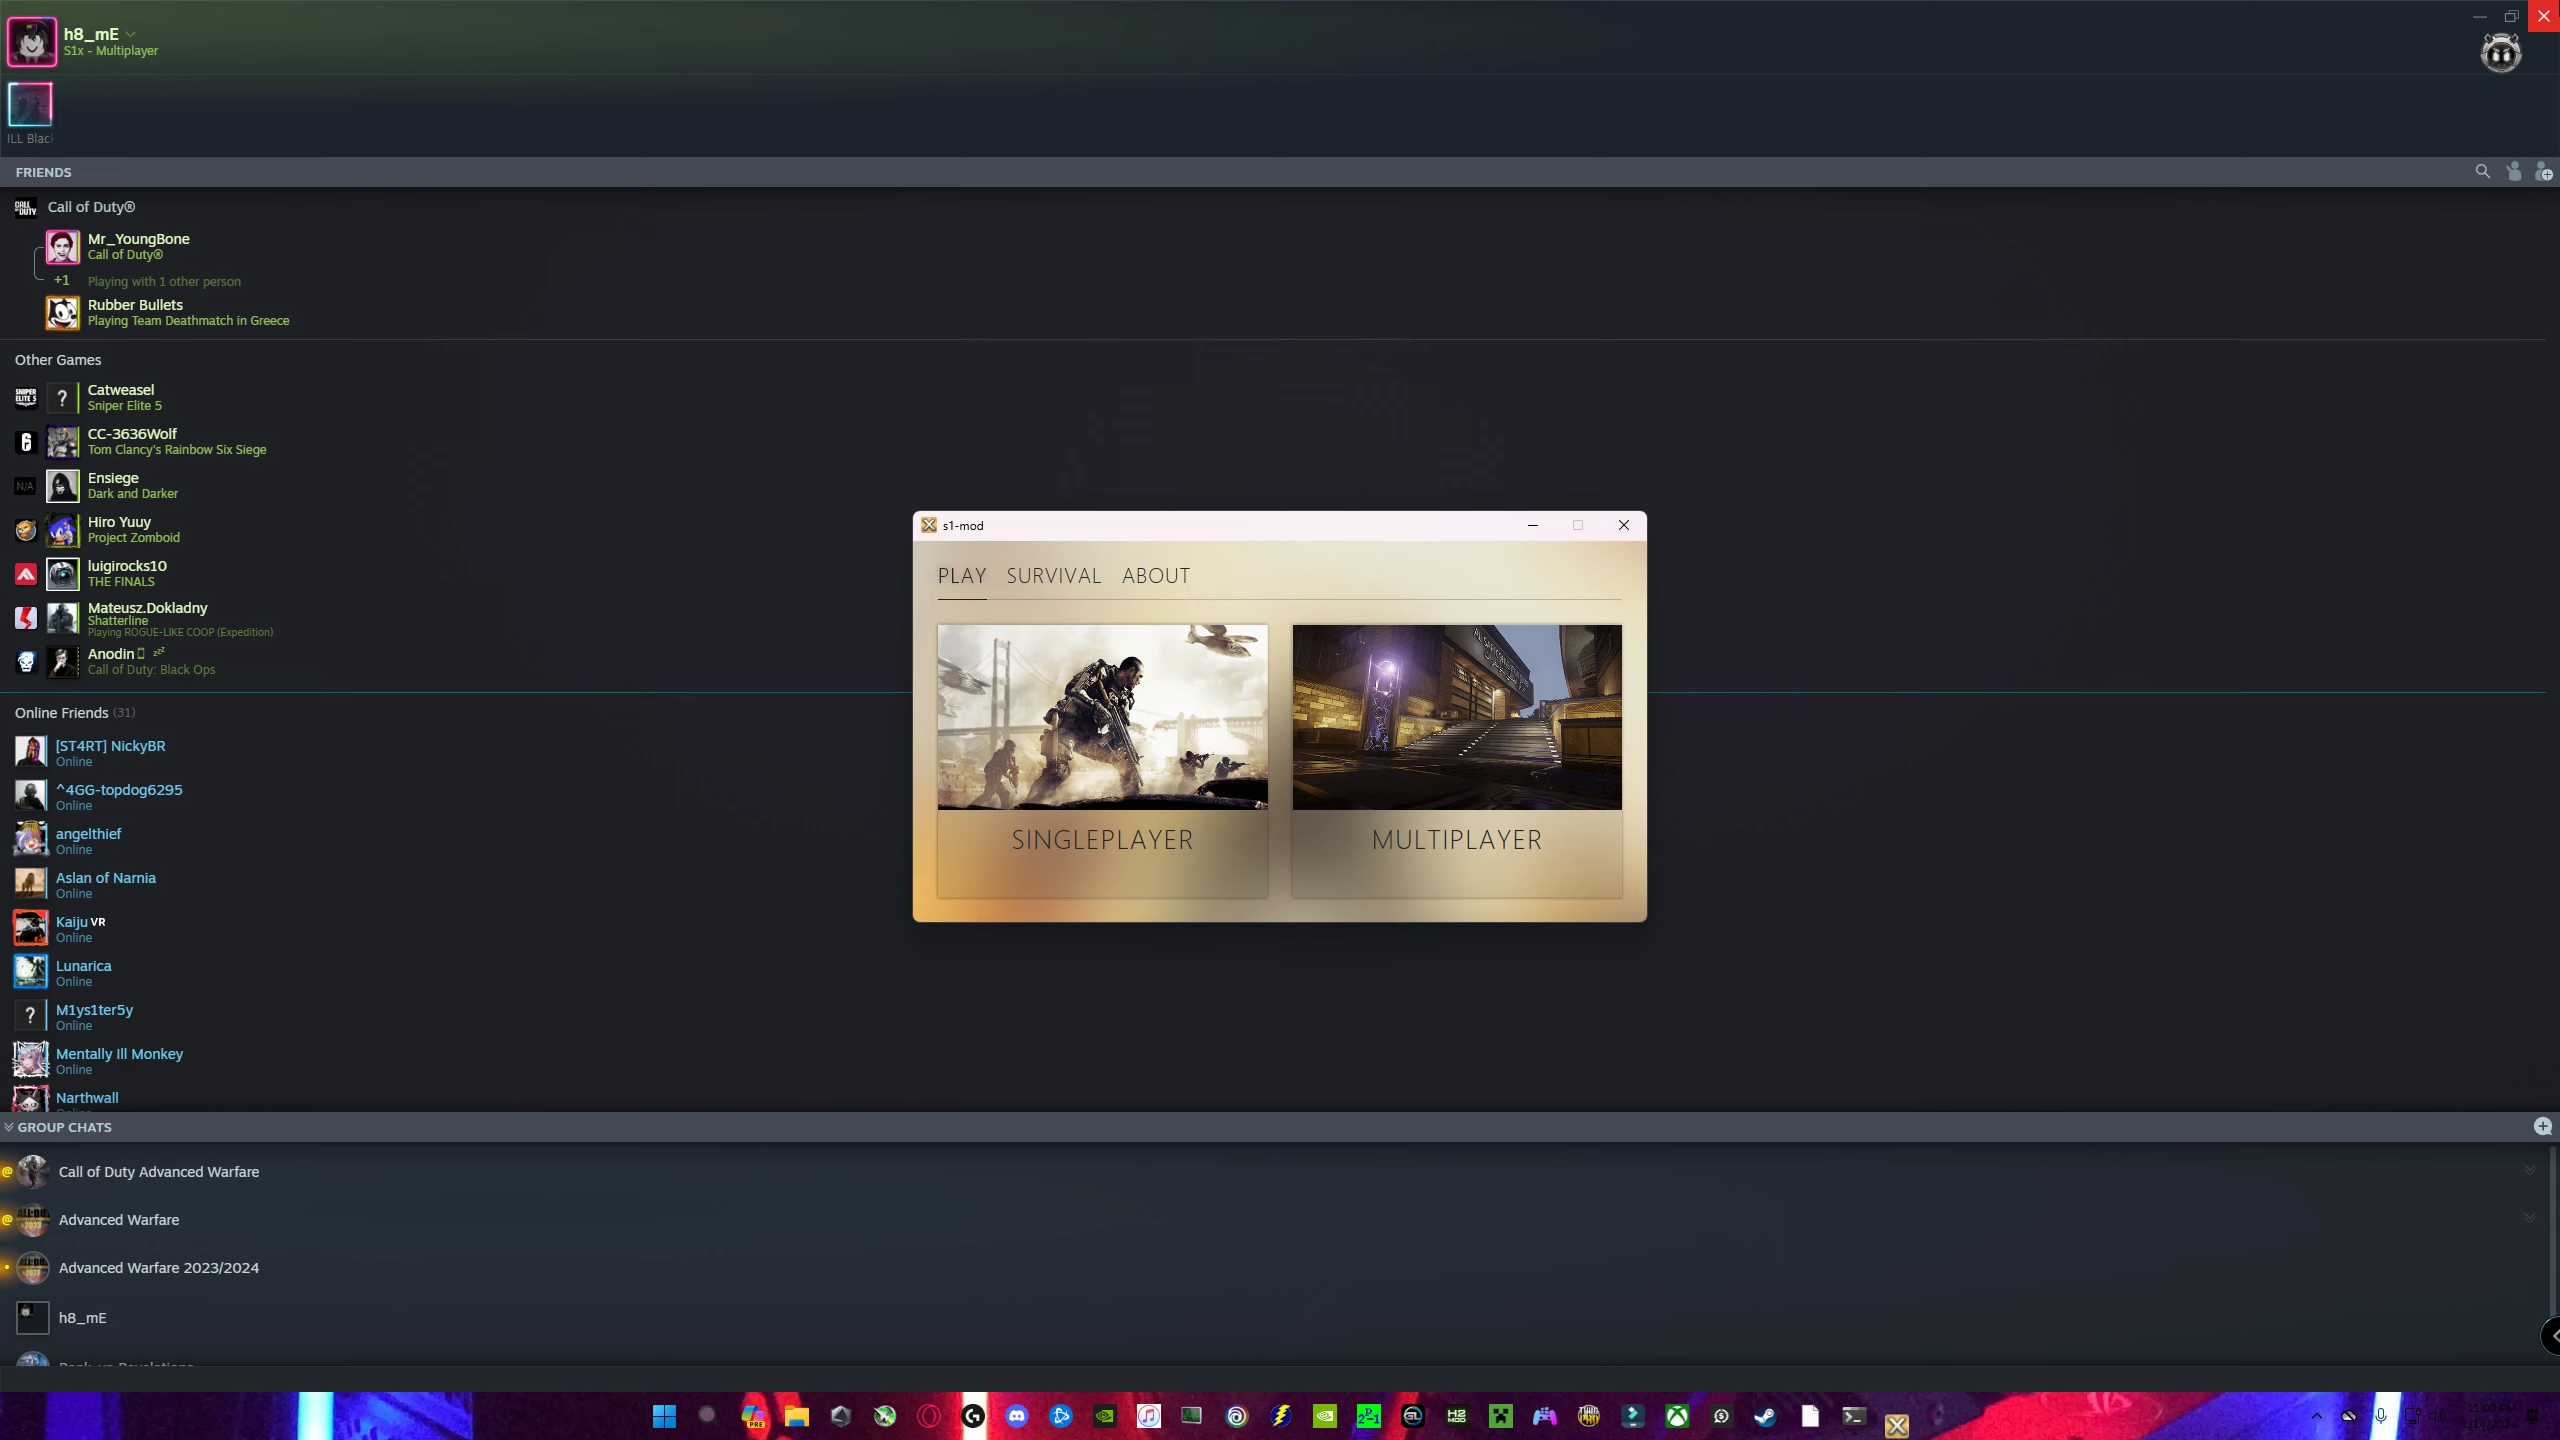 h8_mE
S1x - Multiplayer
FRIENDS
Call of Duty®
Mr_YoungBone
Call of Duty®
+1 Playing with 1 other person
Rubber Bullets
Playing Team Deathmatch in Greece
Other Games
Catweasel
Sniper Elite 5
CC-3636Wolf
Tom Clancy's Rainbow Six Siege
N/A
Ensiege
Dark and Darker
Hiro Yuuy
Project Zomboid
luigirocks10
THE FINALS
Mateusz.Dokladny
Shatterline
Playing ROGUE-LIKE COOP (Expedition)
Anodin zzZ
Call of Duty: Black Ops
Online Friends (31)
[ST4RT] NickyBR
Online
^4GG-topdog6295
Online
angelthief
Online
Aslan of Narnia
Online
Kaiju VR
Online
Lunarica
Online
M1ys1ter5y
Online
Mentally Ill Monkey
Online
Narthwall
s1-mod
PLAY SURVIVAL ABOUT
SINGLEPLAYER
MULTIPLAYER
GROUP CHATS
@ Call of Duty Advanced Warfare
@ Advanced Warfare
Advanced Warfare 2023/2024
h8_mE